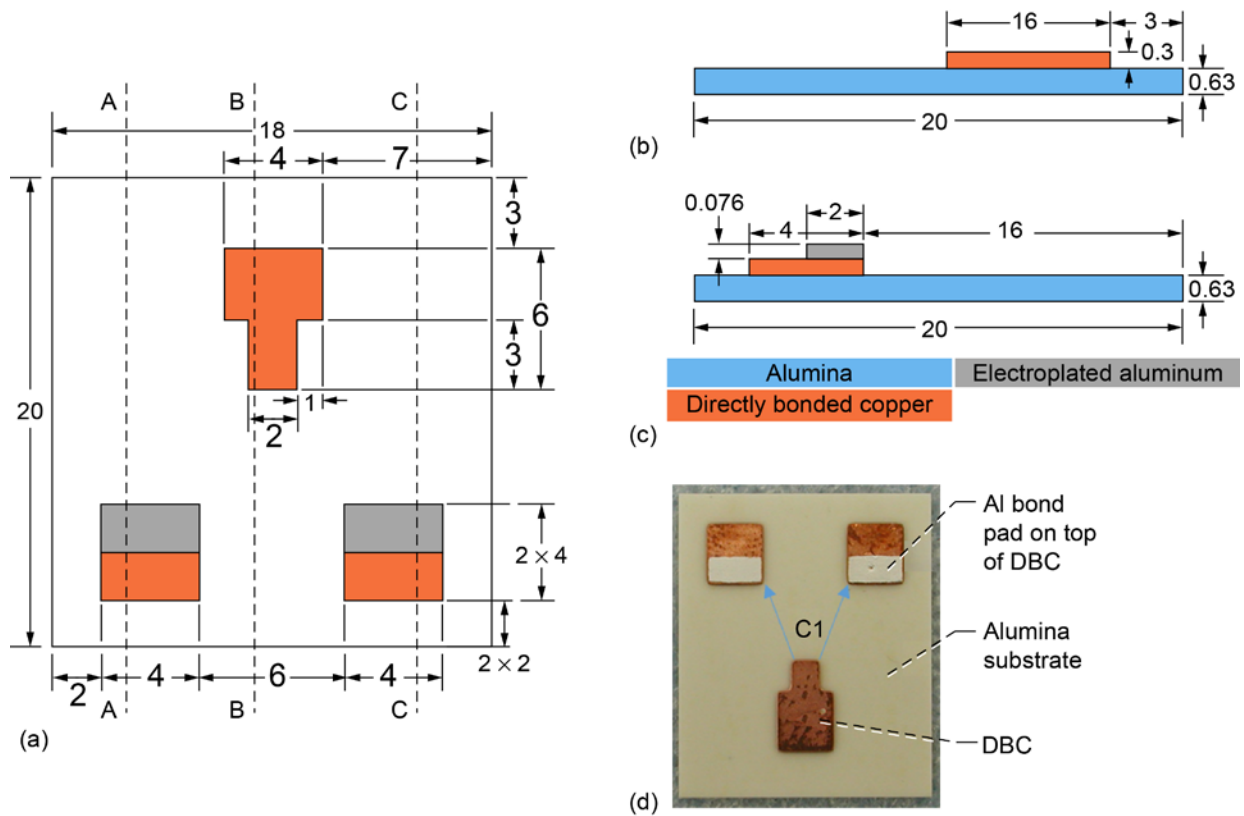 A
B
C
18
4
7
3
6
3
20
1
2
2 × 4
2 × 2
2
4
6
4
A
B
C
(a)
16
3
0.3
0.63
20
(b)
0.076
2
4
16
0.63
20
Alumina
Electroplated aluminum
Directly bonded copper
(c)
Al bond
pad on top
of DBC
C1
Alumina
substrate
DBC
(d)